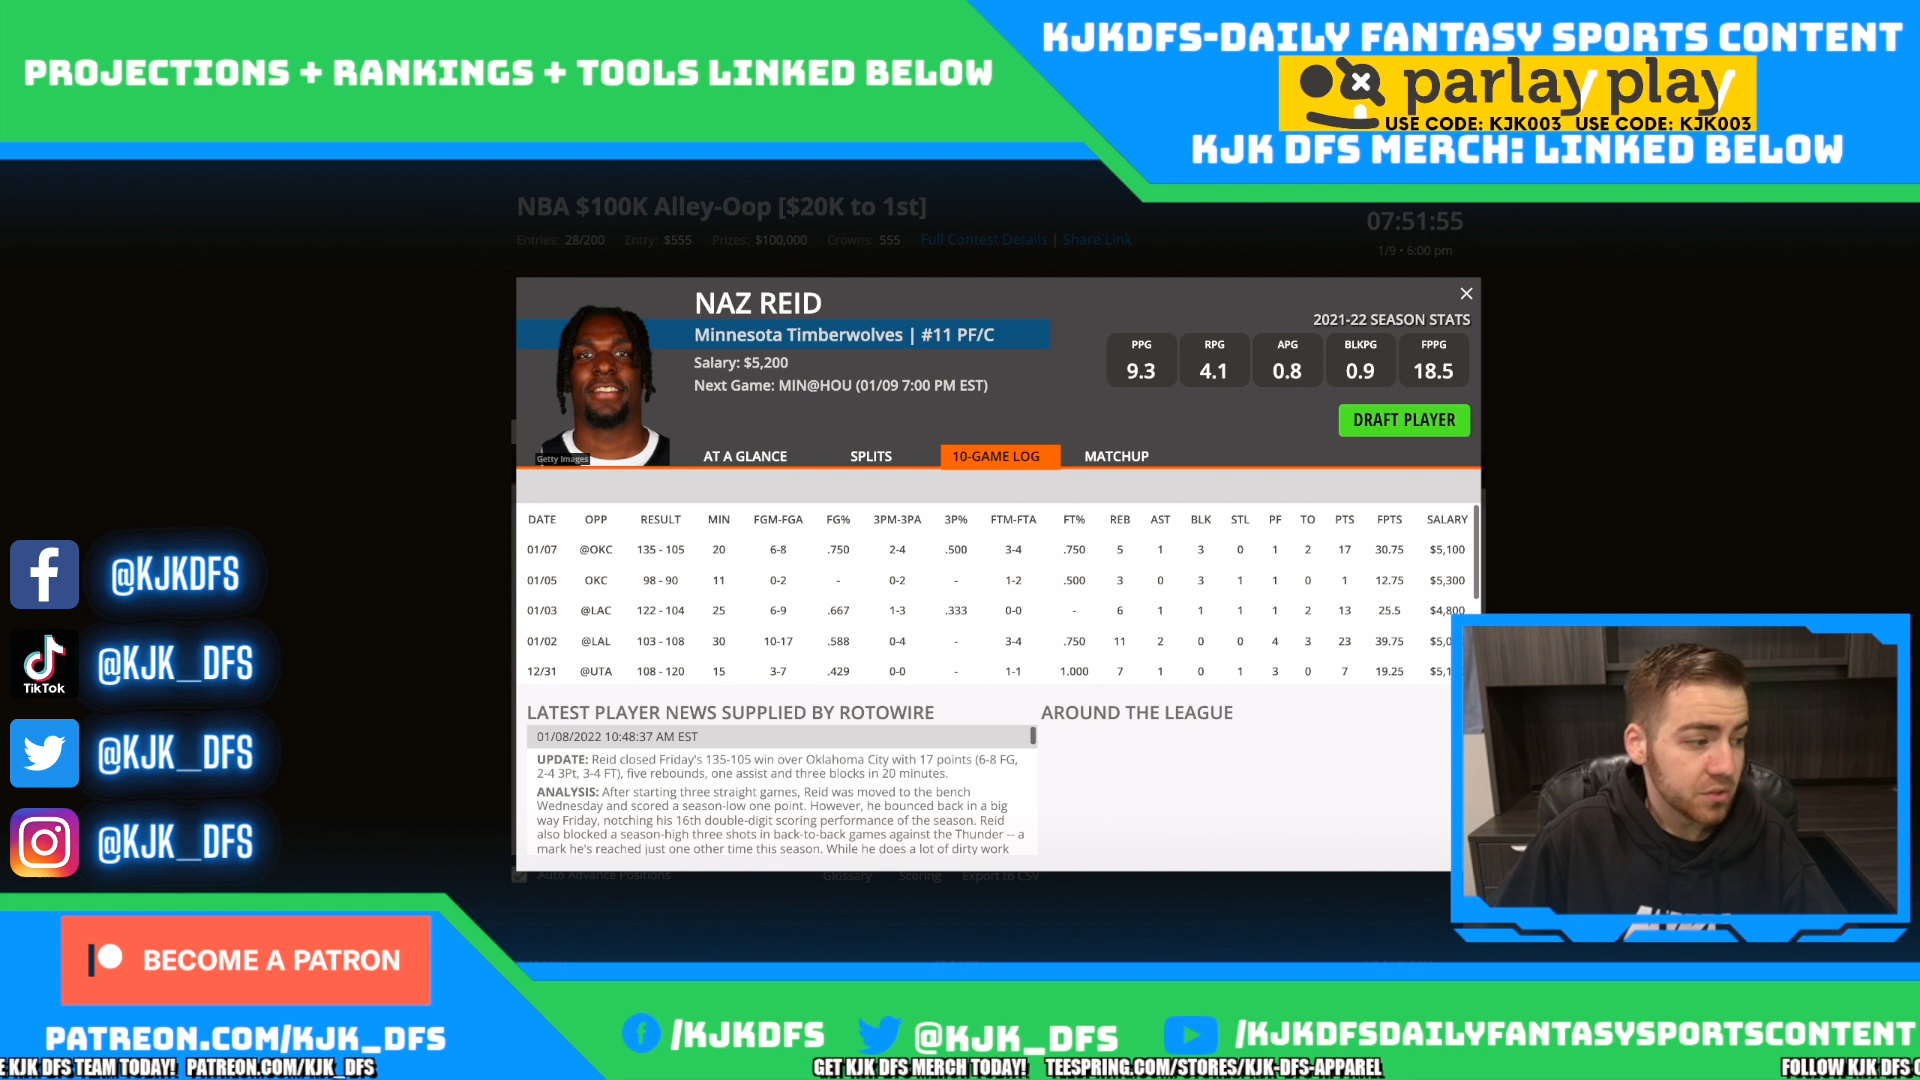 PROJECTIONS + RANKINGS + TOOLS LINKED BELOW
KJKDFS-DAILY FANTASY SPORTS CONTENT
parlay play
USE CODE: KJK003 USE CODE: KJK003
KJK DFS MERCH: LINKED BELOW
NBA $100K Alley-Oop [$20K to 1st]
07:51:55
Entries: 28/200 Entry: $555 Prizes: $100,000 Crowns: 555 Full Contest Details | Share Link
1/9 • 6:00 pm
NAZ REID
Minnesota Timberwolves | #11 PF/C
Salary: $5,200
Next Game: MIN@HOU (01/09 7:00 PM EST)
2021-22 SEASON STATS
PPG RPG APG BLKPG FPPG
9.3 4.1 0.8 0.9 18.5
DRAFT PLAYER
Getty Images
AT A GLANCE SPLITS 10-GAME LOG MATCHUP
DATE OPP RESULT MIN FGM-FGA FG% 3PM-3PA 3P% FTM-FTA FT% REB AST BLK STL PF TO PTS FPTS SALARY
01/07 @OKC 135 - 105 20 6-8 .750 2-4 .500 3-4 .750 5 1 3 0 1 2 17 30.75 $5,100
01/05 OKC 98 - 90 11 0-2 - 0-2 - 1-2 .500 3 0 3 1 1 0 1 12.75 $5,300
01/03 @LAC 122 - 104 25 6-9 .667 1-3 .333 0-0 - 6 1 1 1 1 2 13 25.5 $4,800
01/02 @LAL 103 - 108 30 10-17 .588 0-4 - 3-4 .750 11 2 0 0 4 3 23 39.75 $5,0
12/31 @UTA 108 - 120 15 3-7 .429 0-0 - 1-1 1.000 7 1 0 1 3 0 7 19.25 $5,1
LATEST PLAYER NEWS SUPPLIED BY ROTOWIRE
AROUND THE LEAGUE
01/08/2022 10:48:37 AM EST
UPDATE: Reid closed Friday's 135-105 win over Oklahoma City with 17 points (6-8 FG,
2-4 3Pt, 3-4 FT), five rebounds, one assist and three blocks in 20 minutes.
ANALYSIS: After starting three straight games, Reid was moved to the bench
Wednesday and scored a season-low one point. However, he bounced back in a big
way Friday, notching his 16th double-digit scoring performance of the season. Reid
also blocked a season-high three shots in back-to-back games against the Thunder -- a
mark he's reached just one other time this season. While he does a lot of dirty work
Auto Advance Positions Glossary Scoring Export to CSV
@KJKDFS
TikTok
@KJK_DFS
@KJK_DFS
@KJK_DFS
BECOME A PATRON
PATREON.COM/KJK_DFS
/KJKDFS @KJK_DFS /KJKDFSDAILYFANTASYSPORTSCONTENT
E KJK DFS TEAM TODAY! PATREON.COM/KJK_DFS GET KJK DFS MERCH TODAY! TEESPRING.COM/STORES/KJK-DFS-APPAREL FOLLOW KJK DFS